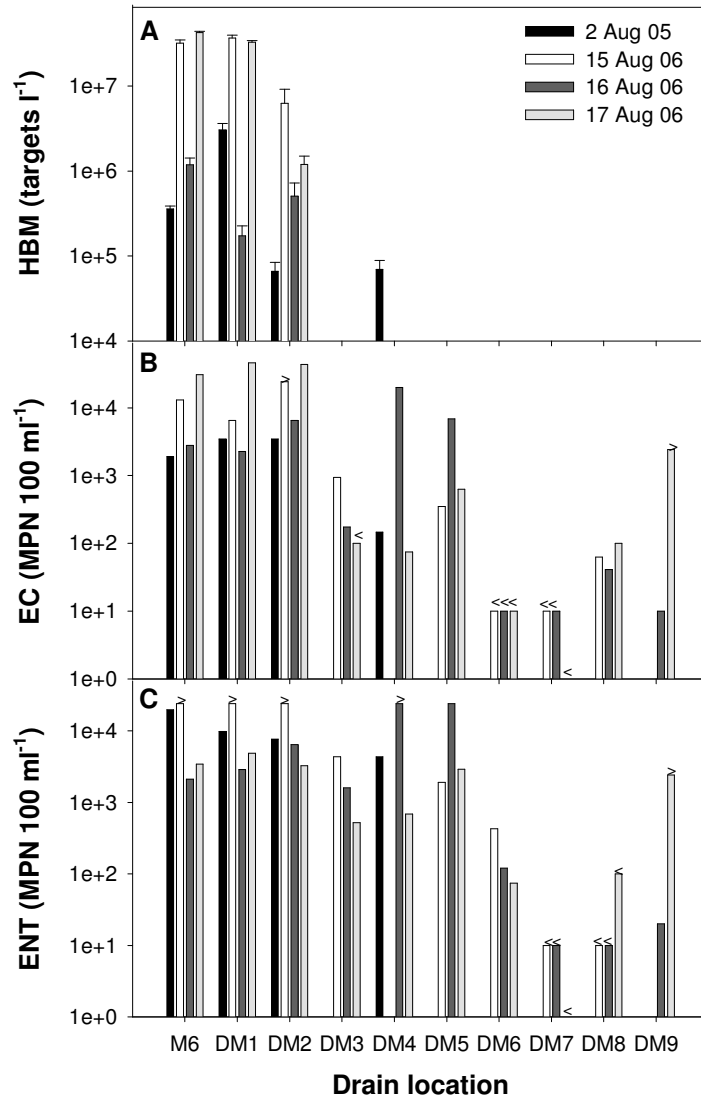 A
2 Aug 05
15 Aug 06
16 Aug 06
17 Aug 06
HBM (targets l⁻¹)
1e+7
1e+6
1e+5
1e+4
B
EC (MPN 100 ml⁻¹)
1e+4
1e+3
1e+2
1e+1
1e+0
>
<
<<<
<<
<
>
C
ENT (MPN 100 ml⁻¹)
1e+4
1e+3
1e+2
1e+1
1e+0
>
>
>
>
<<
<
<<
<
>
M6 DM1 DM2 DM3 DM4 DM5 DM6 DM7 DM8 DM9
Drain location